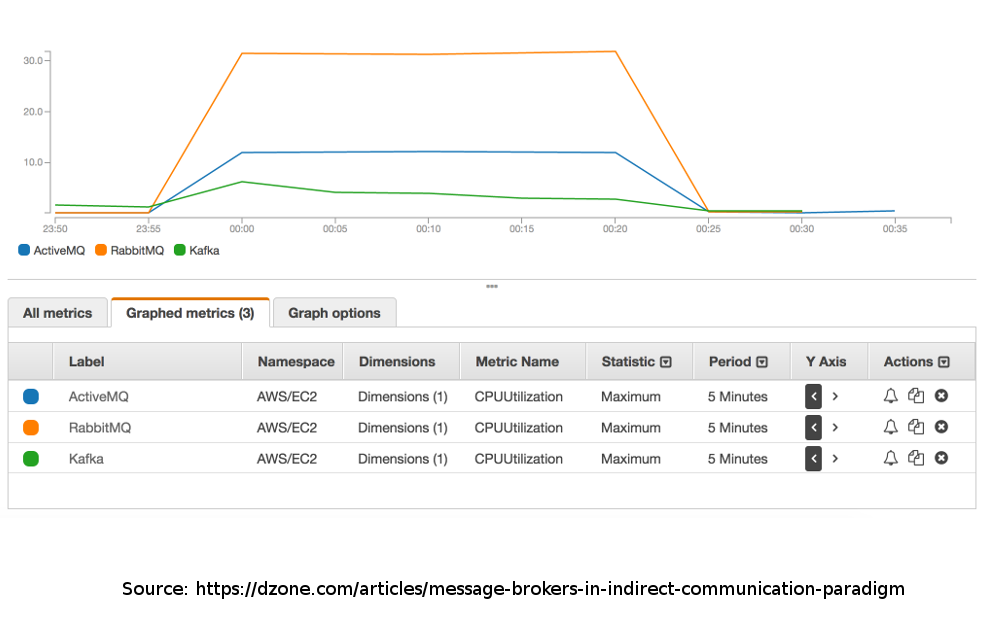 30.0
20.0
10.0
23:50 23:55 00:00 00:05 00:10 00:15 00:20 00:25 00:30 00:35
ActiveMQ RabbitMQ Kafka
All metrics Graphed metrics (3) Graph options
Label Namespace Dimensions Metric Name Statistic Period Y Axis Actions
ActiveMQ AWS/EC2 Dimensions (1) CPUUtilization Maximum 5 Minutes
RabbitMQ AWS/EC2 Dimensions (1) CPUUtilization Maximum 5 Minutes
Kafka AWS/EC2 Dimensions (1) CPUUtilization Maximum 5 Minutes
Source: https://dzone.com/articles/message-brokers-in-indirect-communication-paradigm